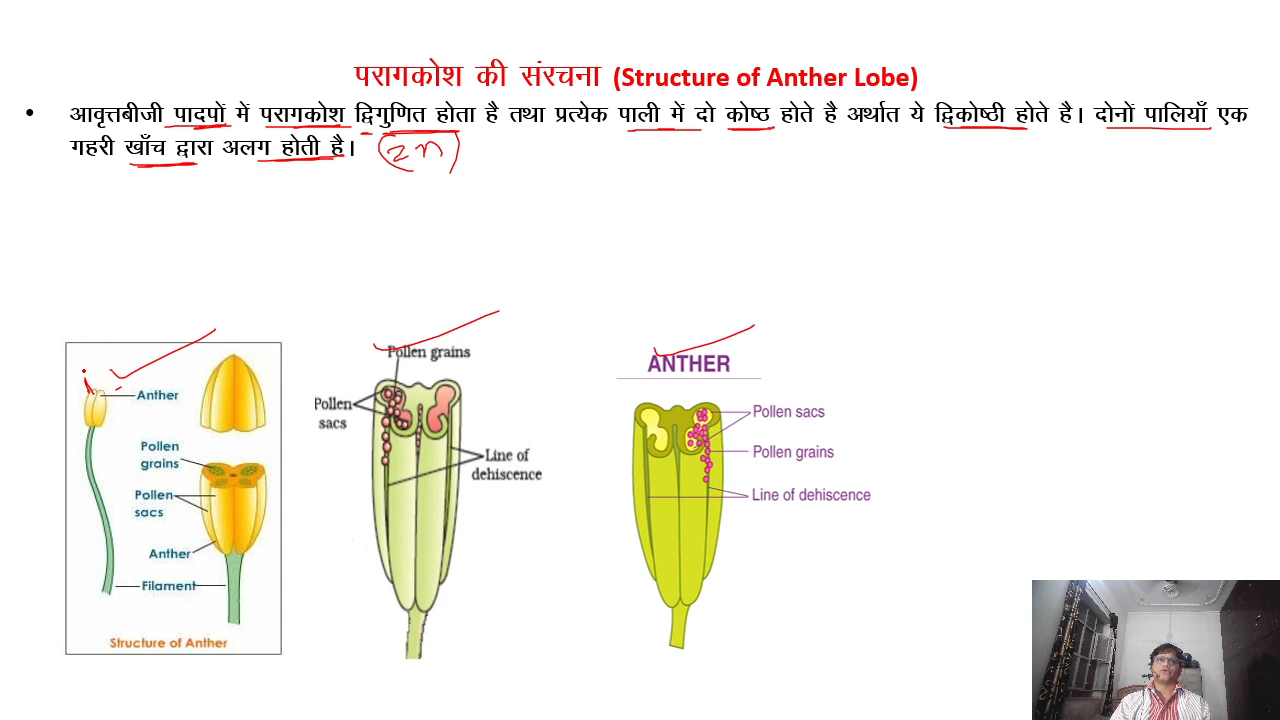 परागकोश की संरचना (Structure of Anther Lobe)
• आवृत्तबीजी पादपों में परागकोश द्विगुणित होता है तथा प्रत्येक पाली में दो कोष्ठ होते है अर्थात ये द्विकोष्ठी होते है। दोनों पालियाँ एक
गहरी खाँच द्वारा अलग होती है। 2n
Anther
Pollen
grains
Pollen
sacs
Anther
Filament
Structure of Anther
Pollen grains
Pollen
sacs
Line of
dehiscence
ANTHER
Pollen sacs
Pollen grains
Line of dehiscence